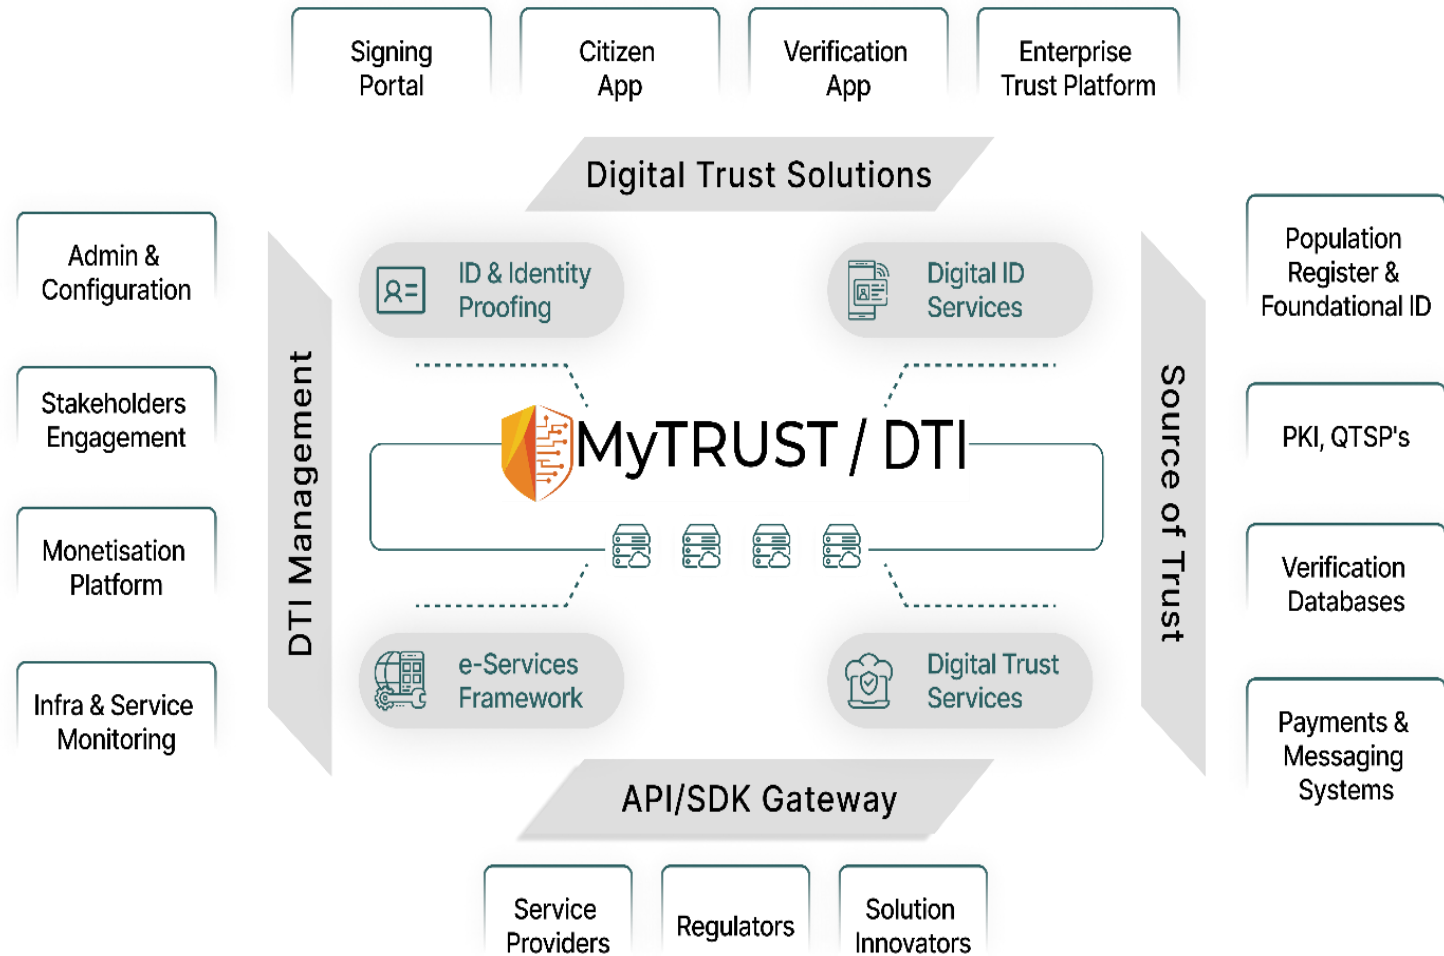 Signing
Portal
Citizen
App
Verification
App
Enterprise
Trust Platform
Digital Trust Solutions
Admin &
Configuration
Stakeholders
Engagement
Monetisation
Platform
Infra & Service
Monitoring
DTI Management
ID & Identity
Proofing
Digital ID
Services
MyTRUST / DTI
e-Services
Framework
Digital Trust
Services
Source of Trust
Population
Register &
Foundational ID
PKI, QTSP's
Verification
Databases
Payments &
Messaging
Systems
API/SDK Gateway
Service
Providers
Regulators
Solution
Innovators